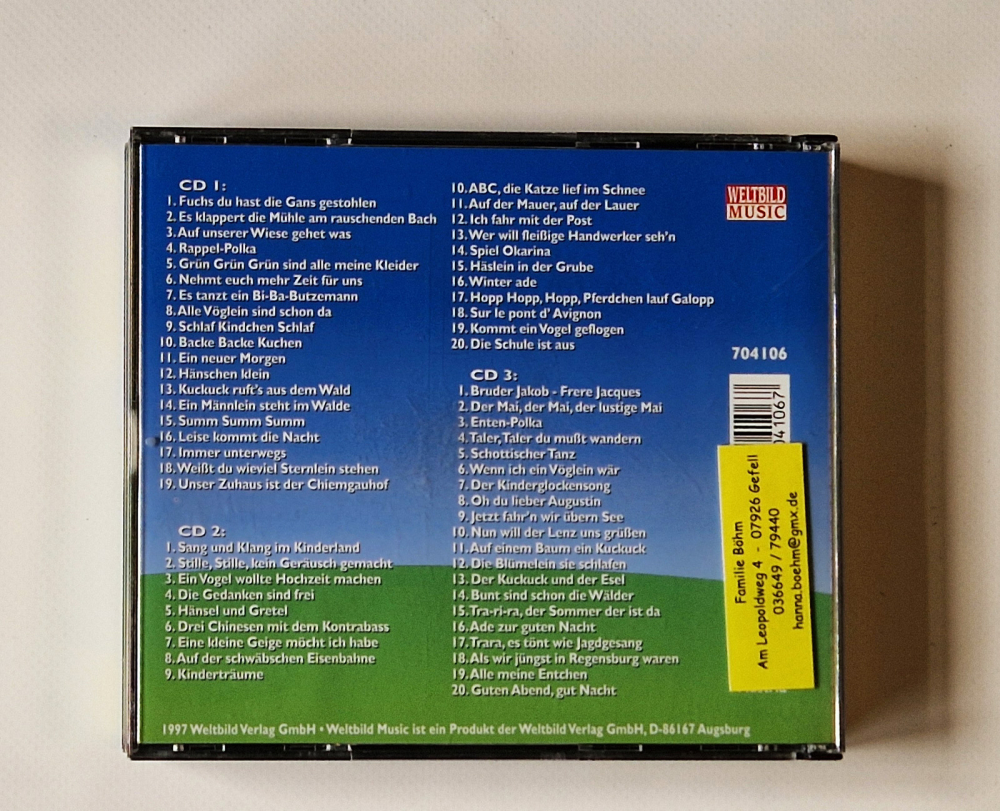 CD 1:
1. Fuchs du hast die Gans gestohlen
2. Es klappert die Mühle am rauschenden Bach
3. Auf unserer Wiese gehet was
4. Rappel-Polka
5. Grün Grün Grün sind alle meine Kleider
6. Nehmt euch mehr Zeit für uns
7. Es tanzt ein Bi-Ba-Butzemann
8. Alle Vöglein sind schon da
9. Schlaf Kindchen Schlaf
10. Backe Backe Kuchen
11. Ein neuer Morgen
12. Hänschen klein
13. Kuckuck ruft's aus dem Wald
14. Ein Männlein steht im Walde
15. Summ Summ Summ
16. Leise kommt die Nacht
17. Immer unterwegs
18. Weißt du wieviel Sternlein stehen
19. Unser Zuhaus ist der Chiemgauhof
CD 2:
1. Sang und Klang im Kinderland
2. Stille, Stille, kein Geräusch gemacht
3. Ein Vogel wollte Hochzeit machen
4. Die Gedanken sind frei
5. Hänsel und Gretel
6. Drei Chinesen mit dem Kontrabass
7. Eine kleine Geige möcht ich habe
8. Auf der schwäbschen Eisenbahne
9. Kinderträume
10. ABC, die Katze lief im Schnee
11. Auf der Mauer, auf der Lauer
12. Ich fahr mit der Post
13. Wer will fleißige Handwerker seh'n
14. Spiel Okarina
15. Häslein in der Grube
16. Winter ade
17. Hopp Hopp, Hopp, Pferdchen lauf Galopp
18. Sur le pont d' Avignon
19. Kommt ein Vogel geflogen
20. Die Schule ist aus
CD 3:
1. Bruder Jakob - Frere Jacques
2. Der Mai, der Mai, der lustige Mai
3. Enten-Polka
4. Taler, Taler du mußt wandern
5. Schottischer Tanz
6. Wenn ich ein Vöglein wär
7. Der Kinderglockensong
8. Oh du lieber Augustin
9. Jetzt fahr'n wir übern See
10. Nun will der Lenz uns grüßen
11. Auf einem Baum ein Kuckuck
12. Die Blümelein sie schlafen
13. Der Kuckuck und der Esel
14. Bunt sind schon die Wälder
15. Tra-ri-ra, der Sommer der ist da
16. Ade zur guten Nacht
17. Trara, es tönt wie Jagdgesang
18. Als wir jüngst in Regensburg waren
19. Alle meine Entchen
20. Guten Abend, gut Nacht
WELTBILD
MUSIC
704106
041067
Familie Böhm
Am Leopoldweg 4 - 07926 Gefell
036649 / 79440
hanna.boehm@gmx.de
1997 Weltbild Verlag GmbH • Weltbild Music ist ein Produkt der Weltbild Verlag GmbH, D-86167 Augsburg